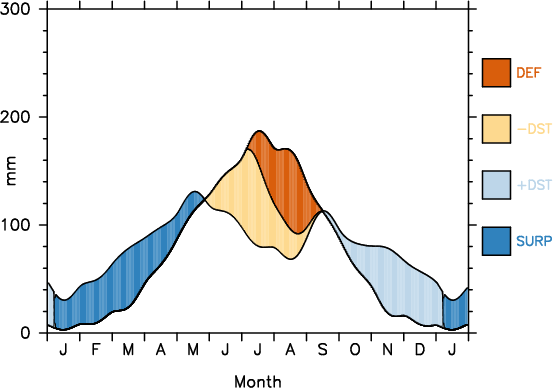 300
200
100
0
mm
J F M A M J J A S O N D J
Month
DEF
-DST
+DST
SURP